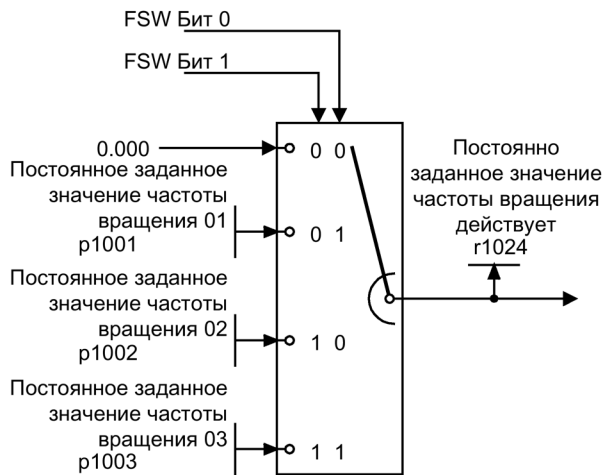 FSW Бит 0
FSW Бит 1
0.000
0 0
Постоянное заданное
значение частоты
вращения 01
p1001
0 1
Постоянное заданное
значение частоты
вращения 02
p1002
1 0
Постоянное заданное
значение частоты
вращения 03
p1003
1 1
Постоянно
заданное значение
частоты вращения
действует
r1024